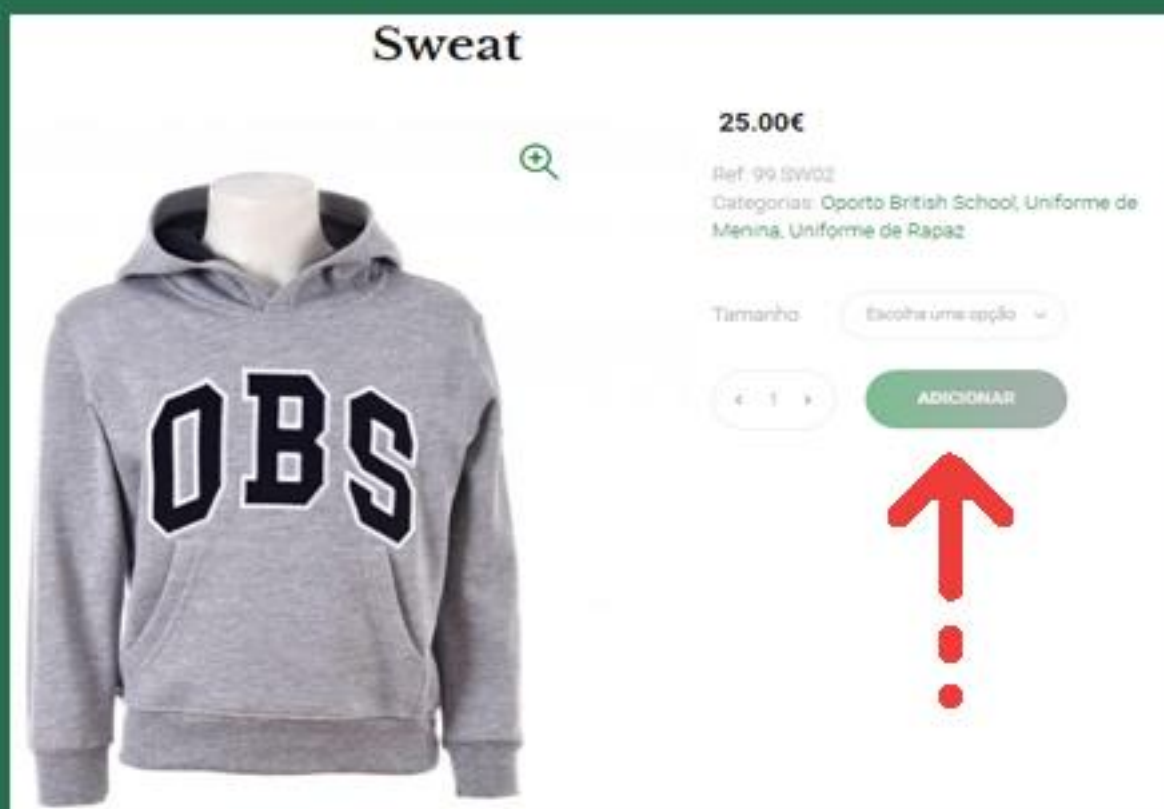 Sweat
25.00€
Ref: 99.SW02
Categorias: Oporto British School, Uniforme de
Menina, Uniforme de Rapaz
Tamanho Escolha uma opção
1 ADICIONAR
OBS